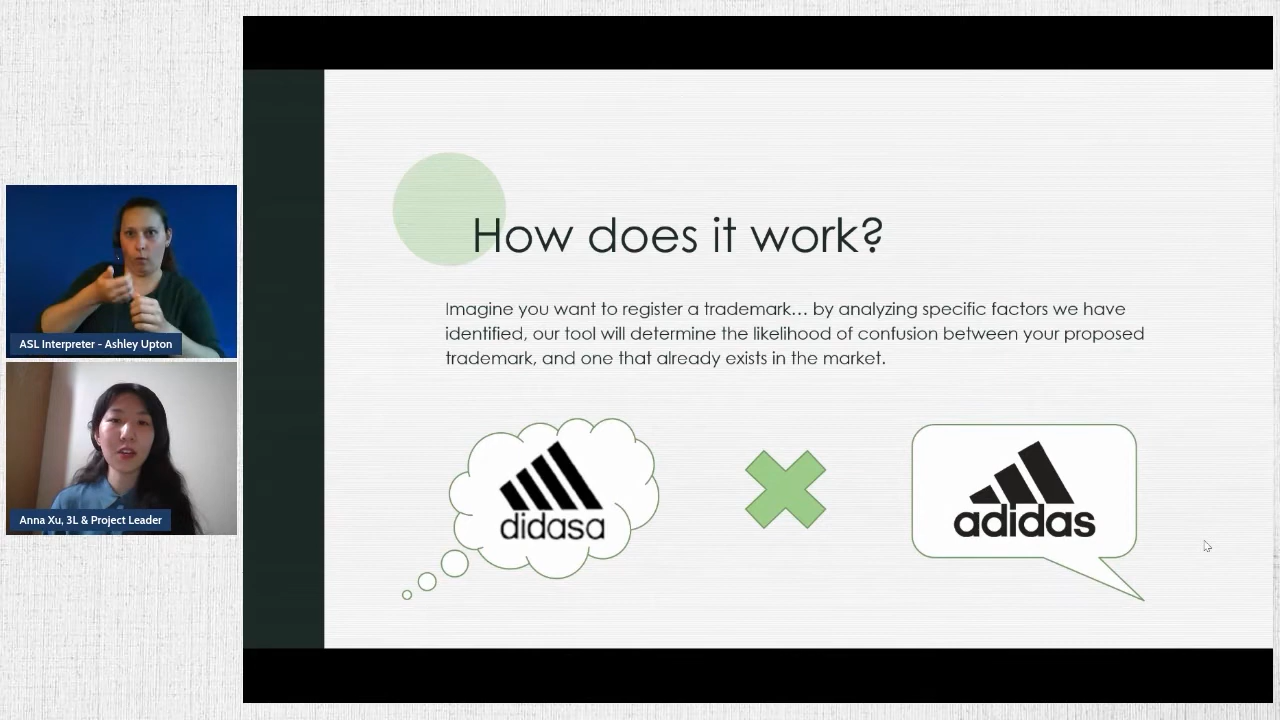 ASL Interpreter - Ashley Upton
Anna Xu, 3L & Project Leader
How does it work?
Imagine you want to register a trademark... by analyzing specific factors we have
identified, our tool will determine the likelihood of confusion between your proposed
trademark, and one that already exists in the market.
didasa
adidas